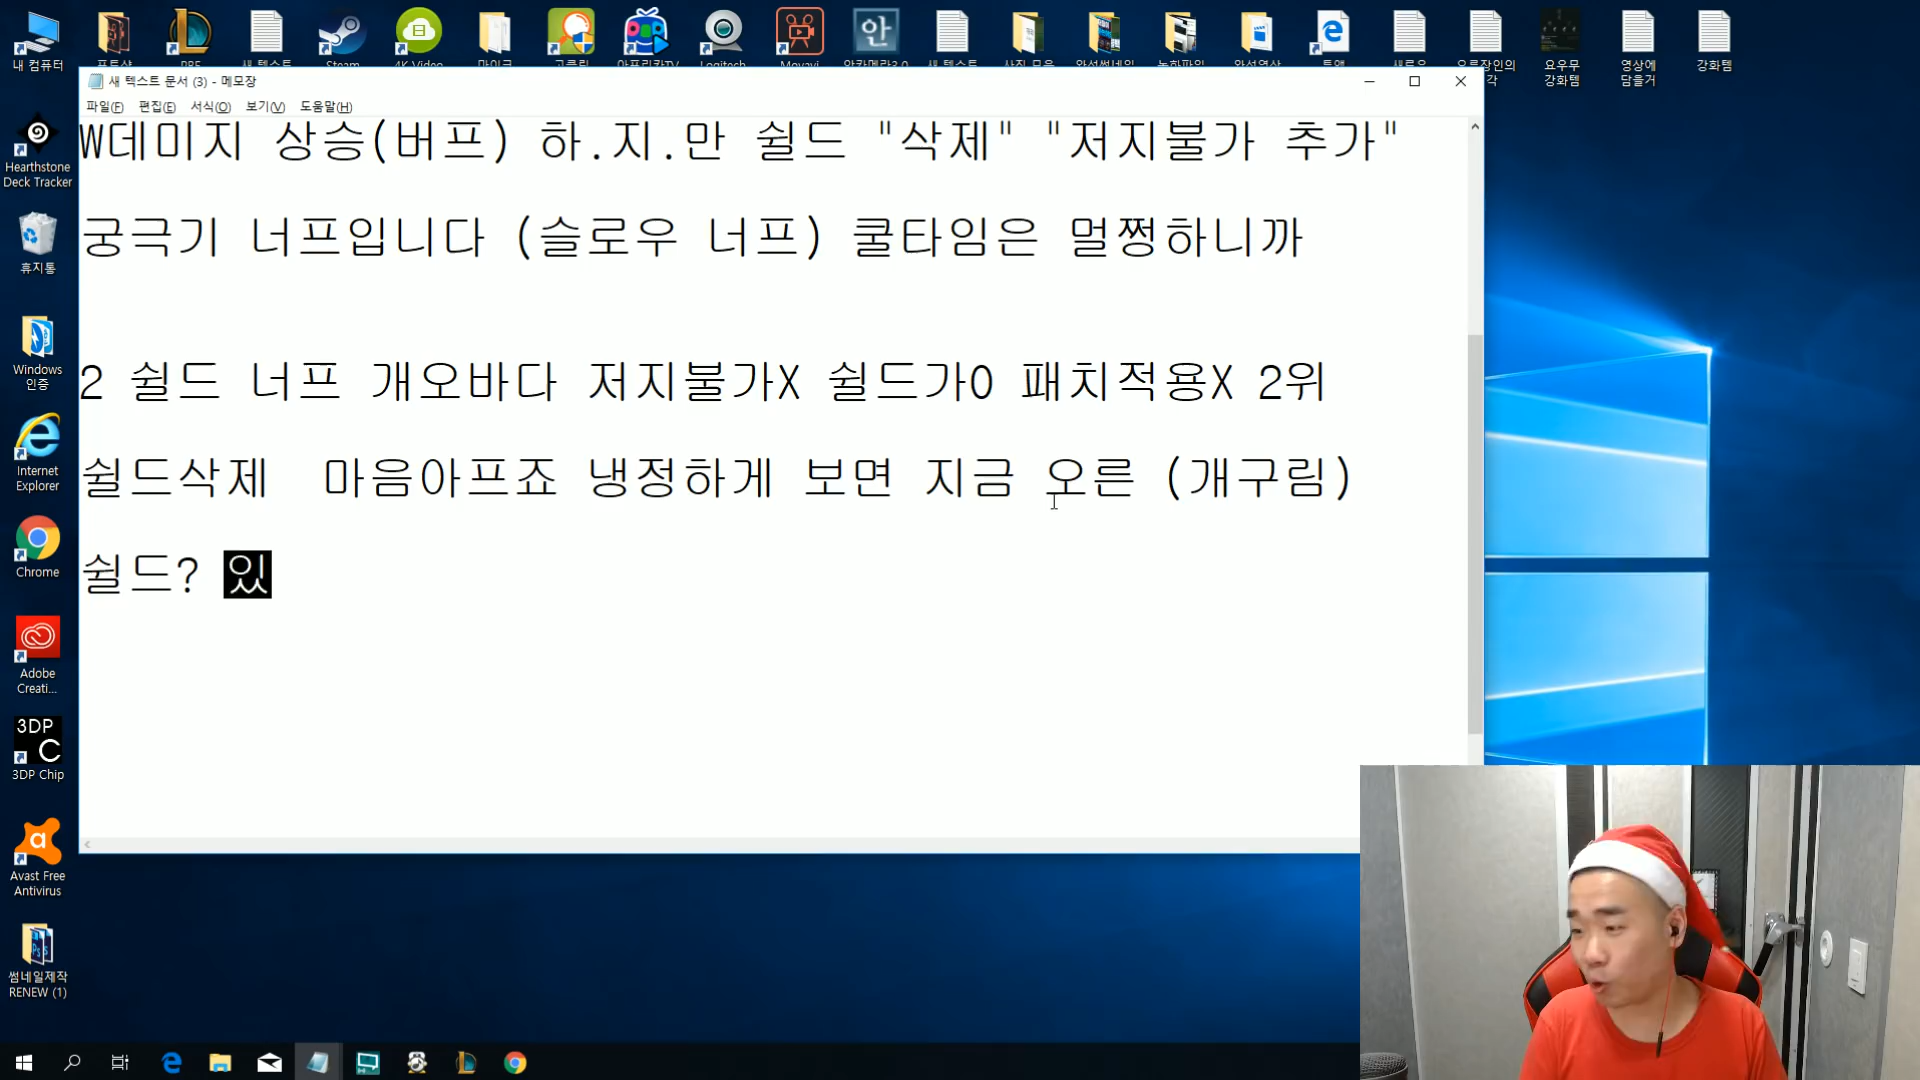 내 컴퓨터
Steam
4K Video
Logitech
Movavi
강화템
요우무
강화템
영상에
담을거
새 텍스트 문서 (3) - 메모장
파일(F) 편집(E) 서식(O) 보기(V) 도움말(H)
W데미지 상승(버프) 하.지.만 쉴드 "삭제" "저지불가 추가"
궁극기 너프입니다 (슬로우 너프) 쿨타임은 멀쩡하니까
2 쉴드 너프 개오바다 저지불가X 쉴드가0 패치적용X 2위
쉴드삭제 마음아프죠 냉정하게 보면 지금 오른 (개구림)
쉴드? 있
Hearthstone
Deck Tracker
휴지통
Windows
인증
Internet
Explorer
Chrome
Adobe
Creati...
3DP
C
3DP Chip
Avast Free
Antivirus
썸네일제작
RENEW (1)
안